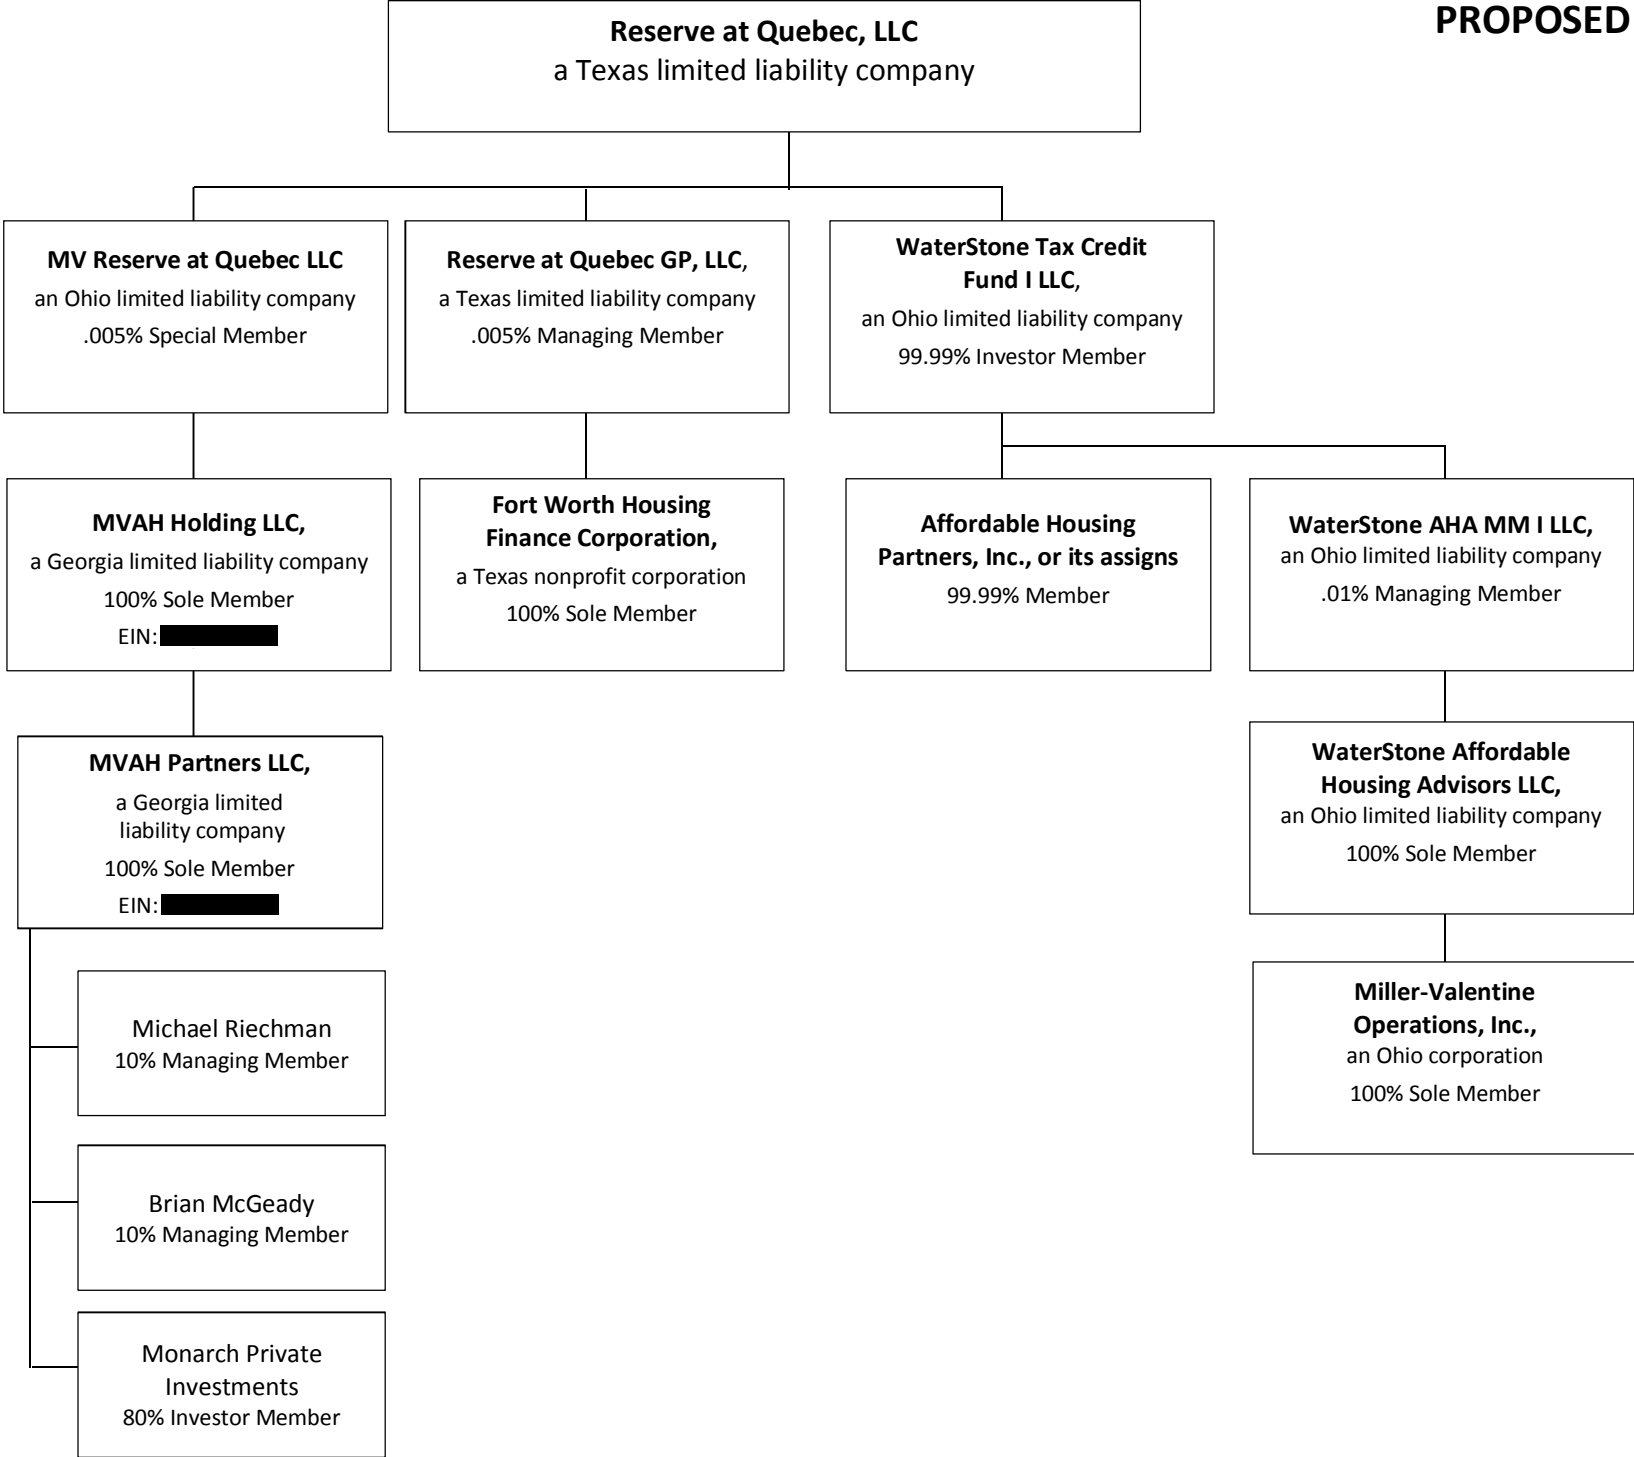 PROPOSED
Reserve at Quebec, LLC
a Texas limited liability company
MV Reserve at Quebec LLC
an Ohio limited liability company
.005% Special Member
Reserve at Quebec GP, LLC,
a Texas limited liability company
.005% Managing Member
WaterStone Tax Credit
Fund I LLC,
an Ohio limited liability company
99.99% Investor Member
MVAH Holding LLC,
a Georgia limited liability company
100% Sole Member
EIN:
Fort Worth Housing
Finance Corporation,
a Texas nonprofit corporation
100% Sole Member
Affordable Housing
Partners, Inc., or its assigns
99.99% Member
WaterStone AHA MM I LLC,
an Ohio limited liability company
.01% Managing Member
MVAH Partners LLC,
a Georgia limited
liability company
100% Sole Member
EIN:
WaterStone Affordable
Housing Advisors LLC,
an Ohio limited liability company
100% Sole Member
Michael Riechman
10% Managing Member
Miller-Valentine
Operations, Inc.,
an Ohio corporation
100% Sole Member
Brian McGeady
10% Managing Member
Monarch Private
Investments
80% Investor Member